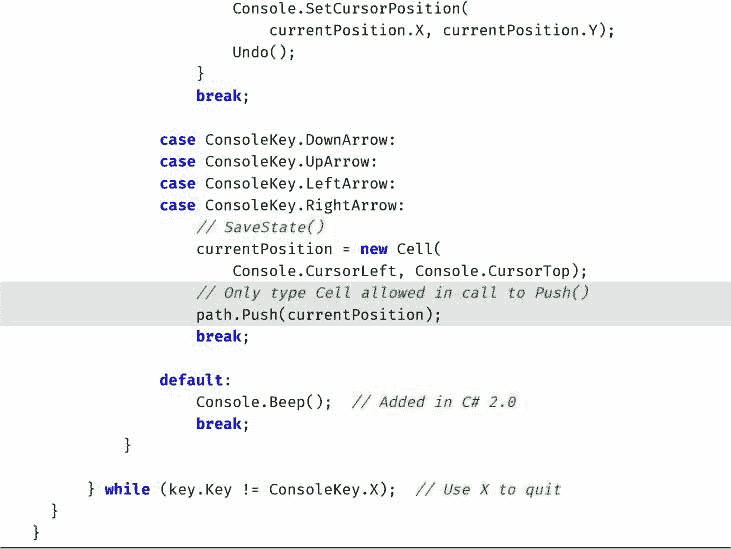 Console.SetCursorPosition(
currentPosition.X, currentPosition.Y);
Undo();
}
break;
case ConsoleKey.DownArrow:
case ConsoleKey.UpArrow:
case ConsoleKey.LeftArrow:
case ConsoleKey.RightArrow:
// SaveState()
currentPosition = new Cell(
Console.CursorLeft, Console.CursorTop);
// Only type Cell allowed in call to Push()
path.Push(currentPosition);
break;
default:
Console.Beep();  // Added in C# 2.0
break;
}
} while (key.Key != ConsoleKey.X);  // Use X to quit
}
}